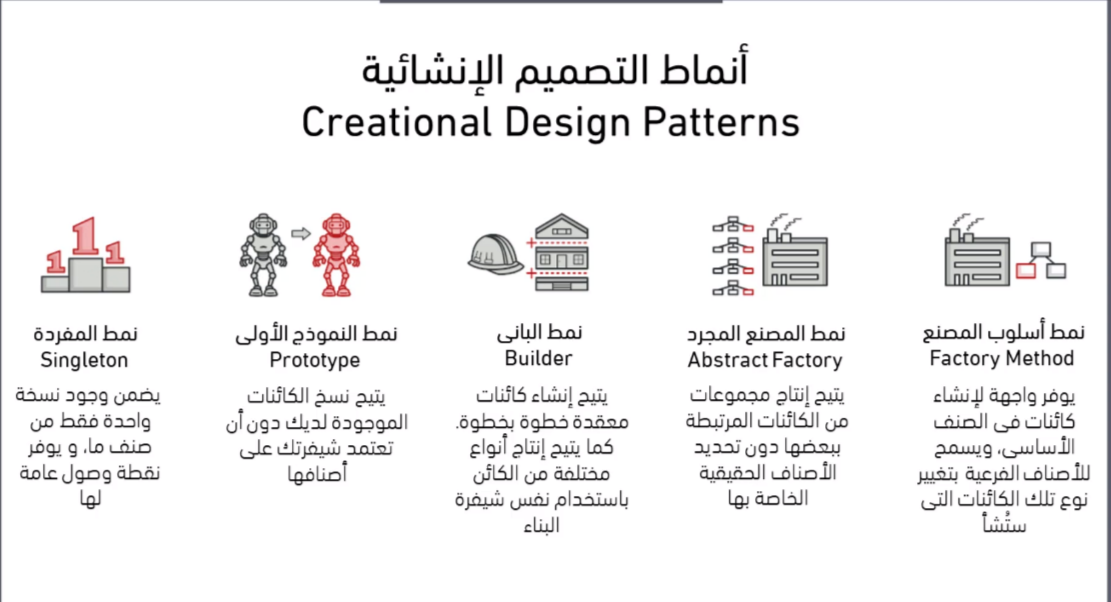 أنماط التصميم الإنشائية
Creational Design Patterns
نمط أسلوب المصنع
Factory Method
يوفر واجهة لإنشاء
كائنات فى الصنف
الأساسى، ويسمح
للأصناف الفرعية بتغيير
نوع تلك الكائنات التى
ستُشأ
نمط المصنع المجرد
Abstract Factory
يتيح إنتاج مجموعات
من الكائنات المرتبطة
ببعضها دون تحديد
الأصناف الحقيقية
الخاصة بها
نمط البانى
Builder
يتيح إنشاء كائنات
معقدة خطوة بخطوة.
كما يتيح إنتاج أنواع
مختلفة من الكائن
باستخدام نفس شيفرة
البناء
نمط النموذج الأولى
Prototype
يتيح نسخ الكائنات
الموجودة لديك دون أن
تعتمد شيفرتك على
أصنافها
1 1 1
نمط المفردة
Singleton
يضمن وجود نسخة
واحدة فقط من
صنف ما، و يوفر
نقطة وصول عامة
لها